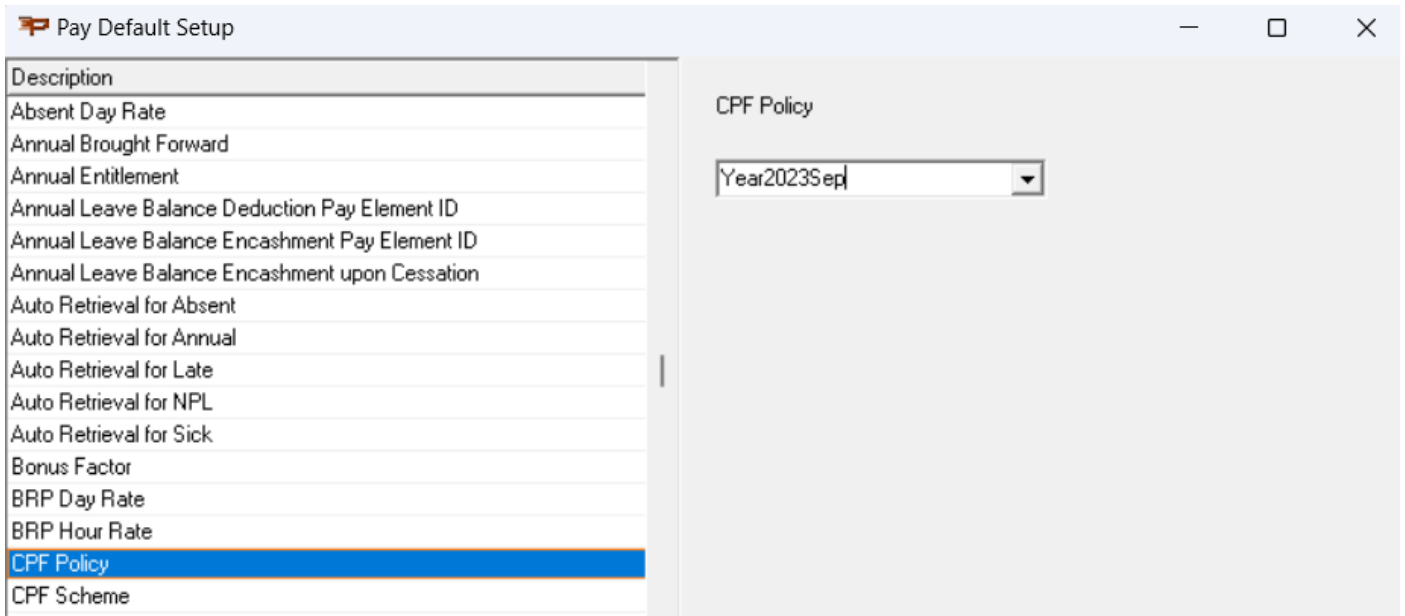 Pay Default Setup
Description
Absent Day Rate
Annual Brought Forward
Annual Entitlement
Annual Leave Balance Deduction Pay Element ID
Annual Leave Balance Encashment Pay Element ID
Annual Leave Balance Encashment upon Cessation
Auto Retrieval for Absent
Auto Retrieval for Annual
Auto Retrieval for Late
Auto Retrieval for NPL
Auto Retrieval for Sick
Bonus Factor
BRP Day Rate
BRP Hour Rate
CPF Policy
CPF Scheme
CPF Policy
Year2023Sep